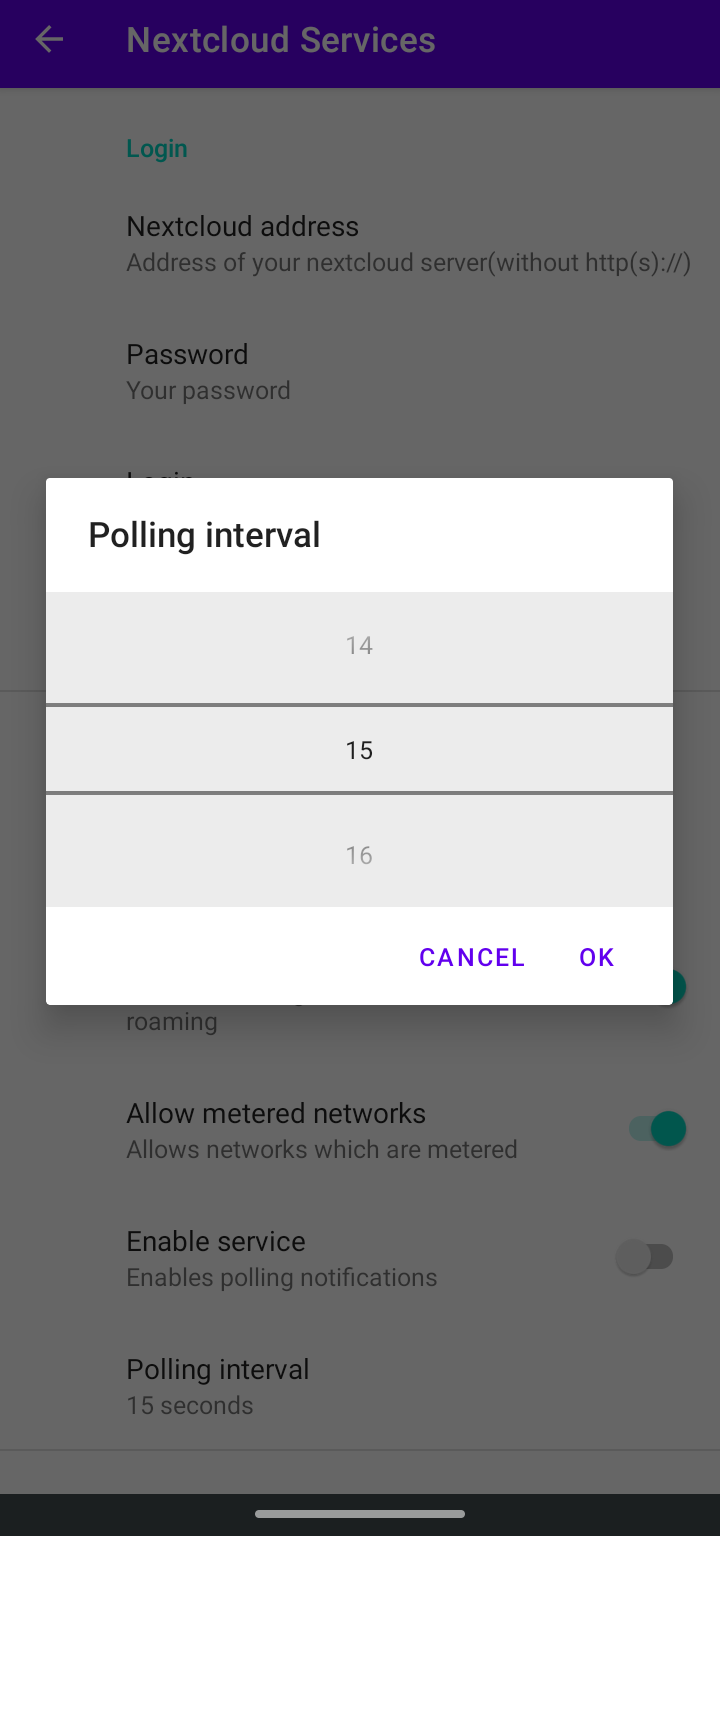 Nextcloud Services
Login
Nextcloud address
Address of your nextcloud server(without http(s)://)
Password
Your password
Polling interval
14
15
16
CANCEL OK
roaming
Allow metered networks
Allows networks which are metered
Enable service
Enables polling notifications
Polling interval
15 seconds